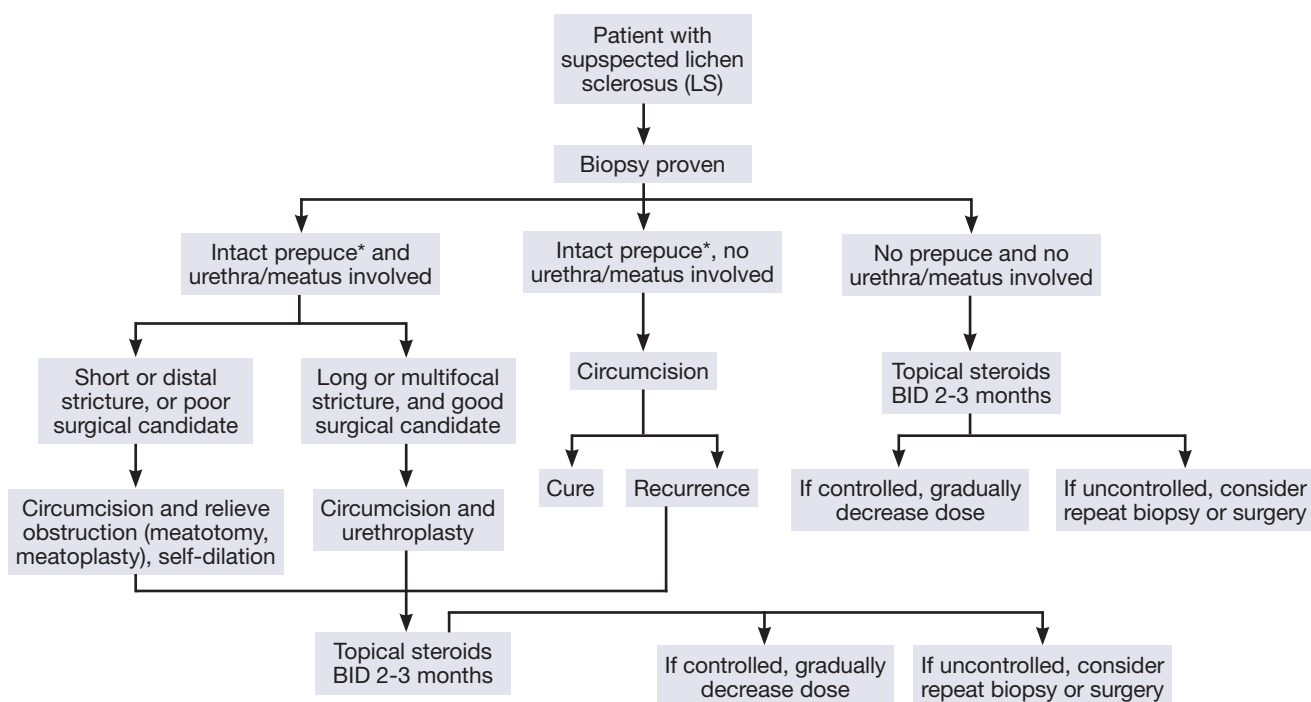 Patient with
supspected lichen
sclerosus (LS)
Biopsy proven
Intact prepuce* and
urethra/meatus involved
Intact prepuce*, no
urethra/meatus involved
No prepuce and no
urethra/meatus involved
Short or distal
stricture, or poor
surgical candidate
Long or multifocal
stricture, and good
surgical candidate
Circumcision
Topical steroids
BID 2-3 months
Circumcision and relieve
obstruction (meatotomy,
meatoplasty), self-dilation
Circumcision and
urethroplasty
Cure
Recurrence
If controlled, gradually
decrease dose
If uncontrolled, consider
repeat biopsy or surgery
Topical steroids
BID 2-3 months
If controlled, gradually
decrease dose
If uncontrolled, consider
repeat biopsy or surgery